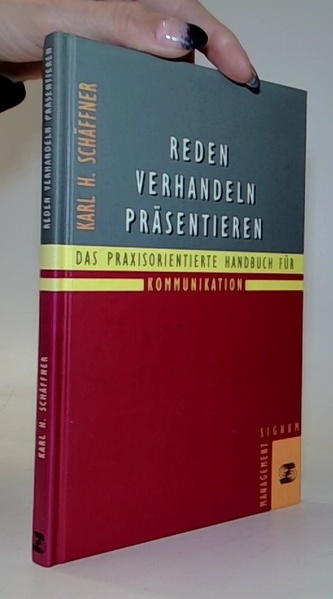 REDEN VERHANDELN PRÄSENTIEREN
KARL H. SCHÄFFNER
KARL H. SCHÄFFNER
REDEN
VERHANDELN
PRÄSENTIEREN
DAS PRAXISORIENTIERTE HANDBUCH FÜR
KOMMUNIKATION
MANAGEMENT
SIGNUM